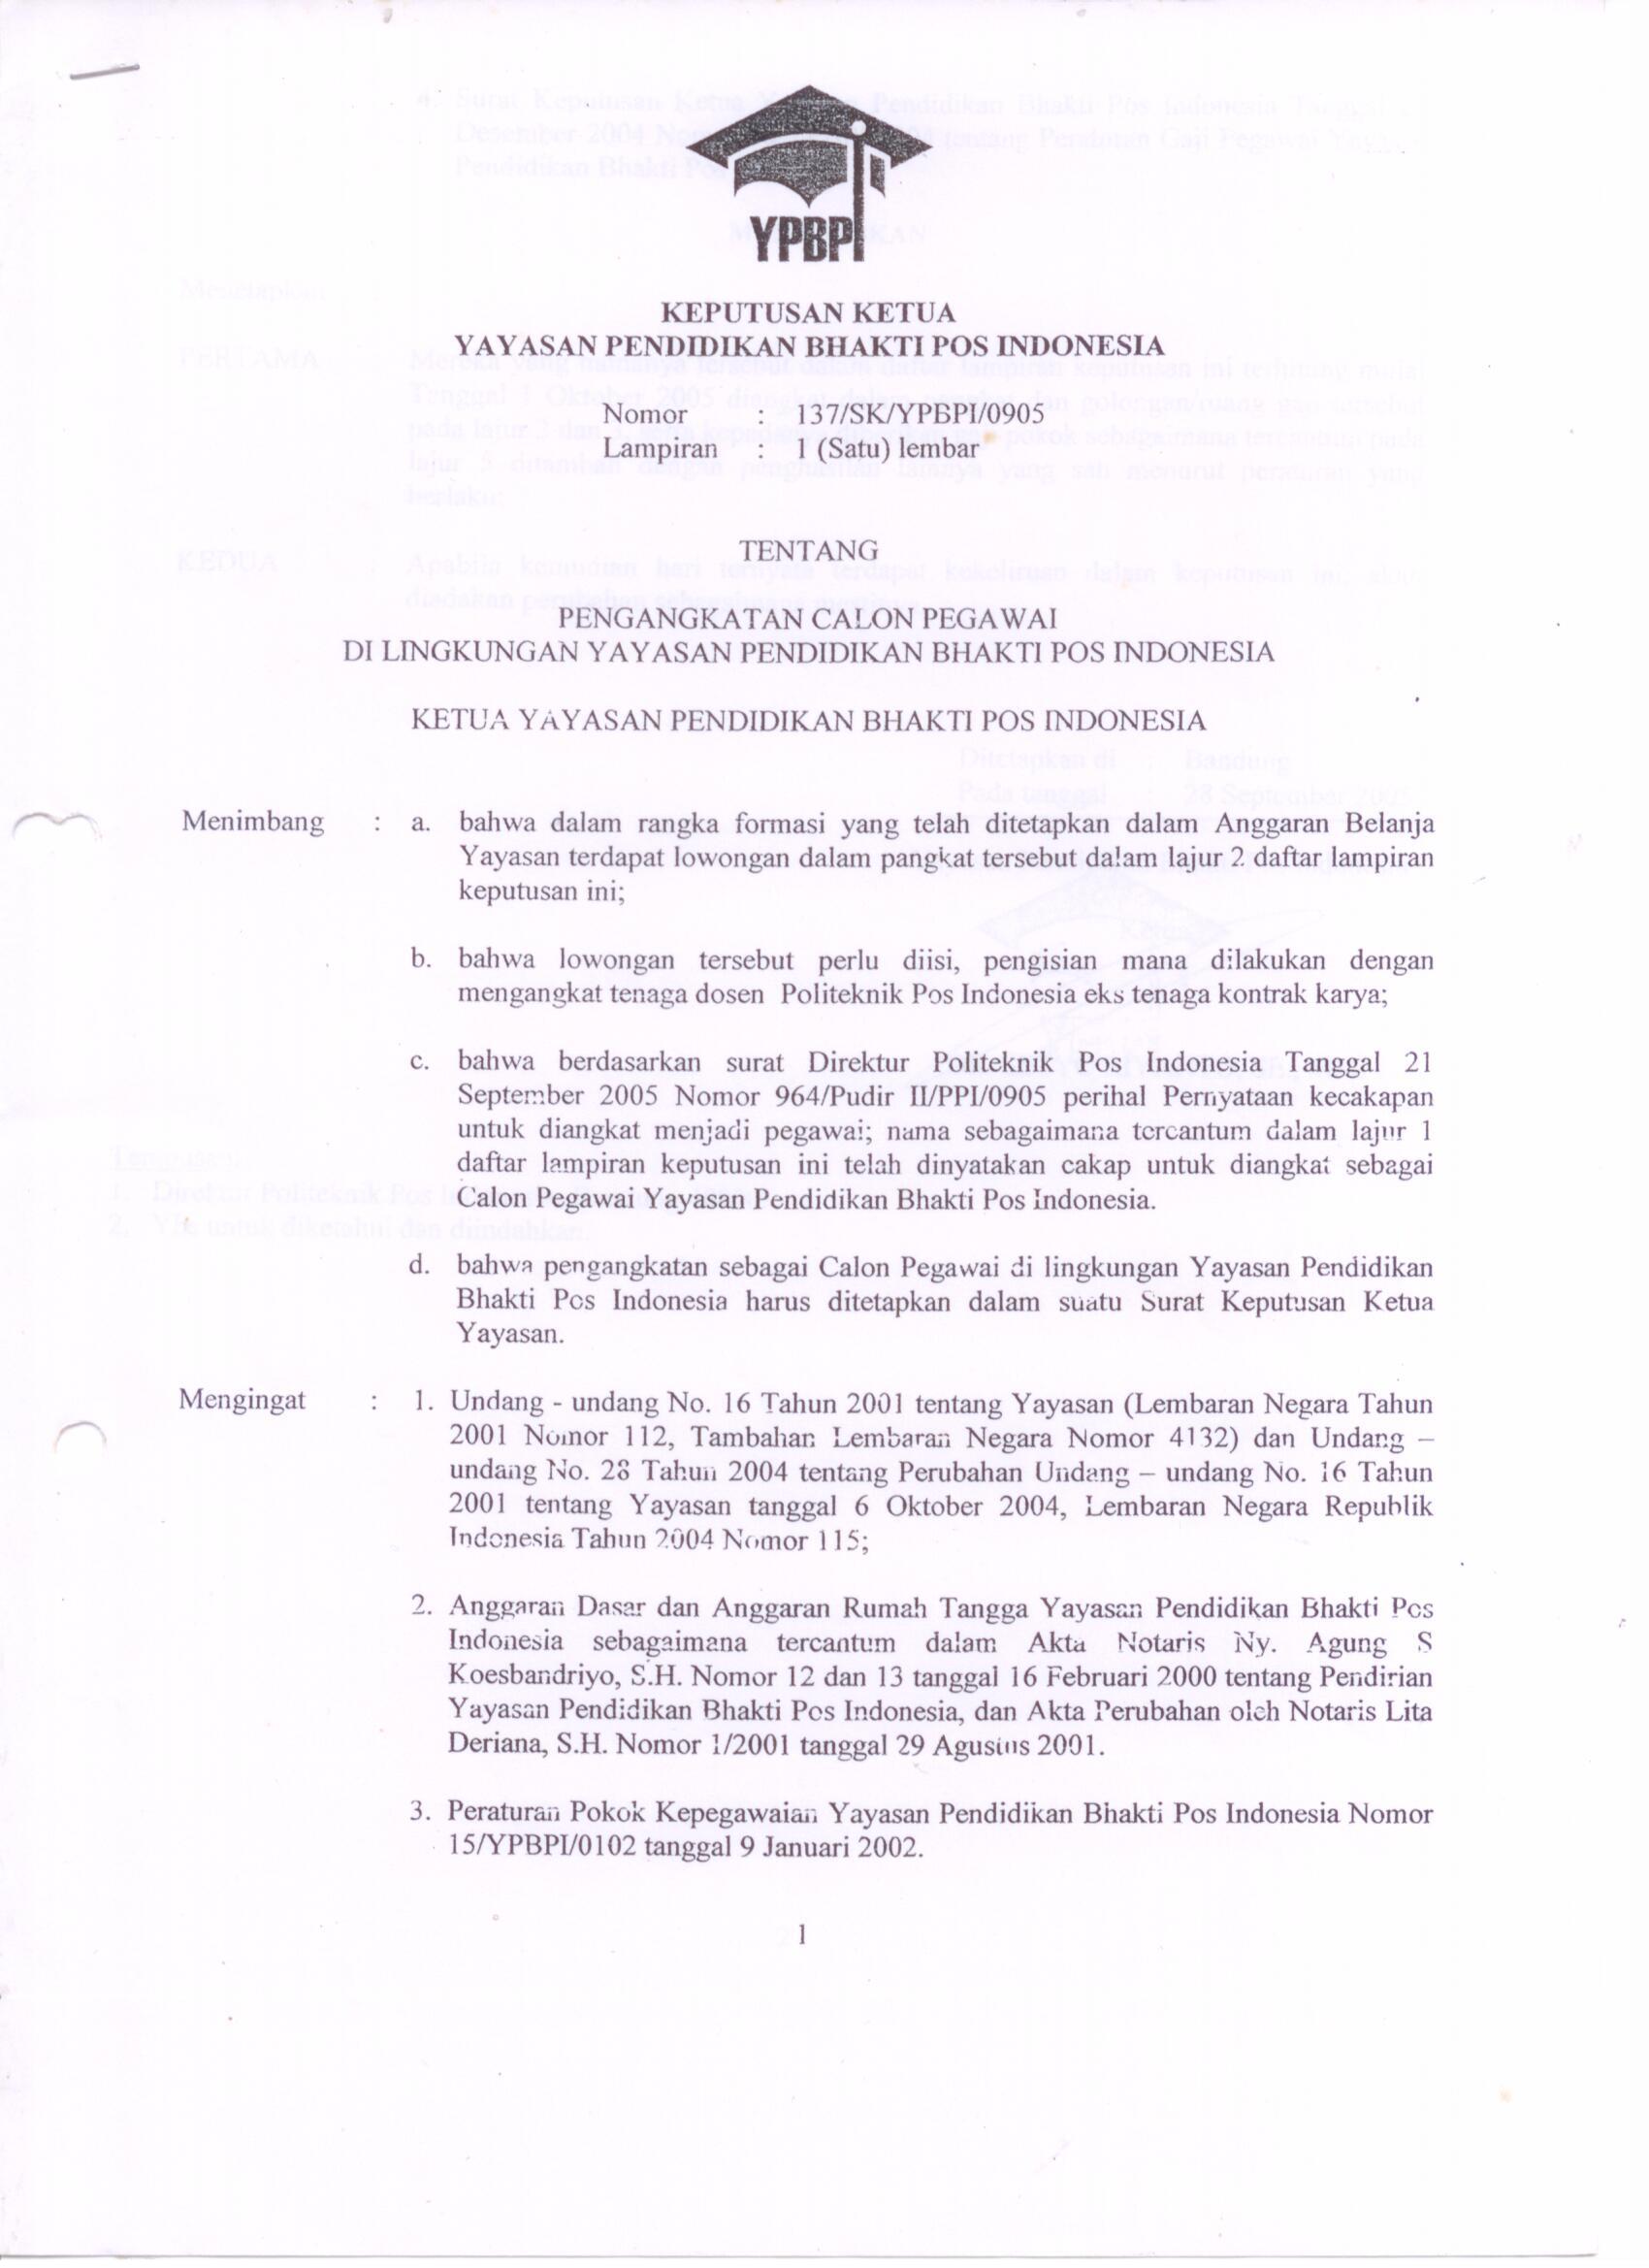 YPBPI
KEPUTUSAN KETUA
YAYASAN PENDIDIKAN BHAKTI POS INDONESIA
Nomor : 137/SK/YPBPI/0905
Lampiran : 1 (Satu) lembar
TENTANG
PENGANGKATAN CALON PEGAWAI
DI LINGKUNGAN YAYASAN PENDIDIKAN BHAKTI POS INDONESIA
KETUA YAYASAN PENDIDIKAN BHAKTI POS INDONESIA
Menimbang : a. bahwa dalam rangka formasi yang telah ditetapkan dalam Anggaran Belanja
Yayasan terdapat lowongan dalam pangkat tersebut dalam lajur 2 daftar lampiran
keputusan ini;
b. bahwa lowongan tersebut perlu diisi, pengisian mana dilakukan dengan
mengangkat tenaga dosen Politeknik Pos Indonesia eks tenaga kontrak karya;
c. bahwa berdasarkan surat Direktur Politeknik Pos Indonesia Tanggal 21
September 2005 Nomor 964/Pudir II/PPI/0905 perihal Pernyataan kecakapan
untuk diangkat menjadi pegawai; nama sebagaimana tercantum dalam lajur 1
daftar lampiran keputusan ini telah dinyatakan cakap untuk diangkat sebagai
Calon Pegawai Yayasan Pendidikan Bhakti Pos Indonesia.
d. bahwa pengangkatan sebagai Calon Pegawai di lingkungan Yayasan Pendidikan
Bhakti Pos Indonesia harus ditetapkan dalam suatu Surat Keputusan Ketua
Yayasan.
Mengingat : 1. Undang - undang No. 16 Tahun 2001 tentang Yayasan (Lembaran Negara Tahun
2001 Nomor 112, Tambahan Lembaran Negara Nomor 4132) dan Undang –
undang No. 28 Tahun 2004 tentang Perubahan Undang – undang No. 16 Tahun
2001 tentang Yayasan tanggal 6 Oktober 2004, Lembaran Negara Republik
Indonesia Tahun 2004 Nomor 115;
2. Anggaran Dasar dan Anggaran Rumah Tangga Yayasan Pendidikan Bhakti Pos
Indonesia sebagaimana tercantum dalam Akta Notaris Ny. Agung S
Koesbandriyo, S.H. Nomor 12 dan 13 tanggal 16 Februari 2000 tentang Pendirian
Yayasan Pendidikan Bhakti Pos Indonesia, dan Akta Perubahan oleh Notaris Lita
Deriana, S.H. Nomor 1/2001 tanggal 29 Agustus 2001.
3. Peraturan Pokok Kepegawaian Yayasan Pendidikan Bhakti Pos Indonesia Nomor
15/YPBPI/0102 tanggal 9 Januari 2002.
1